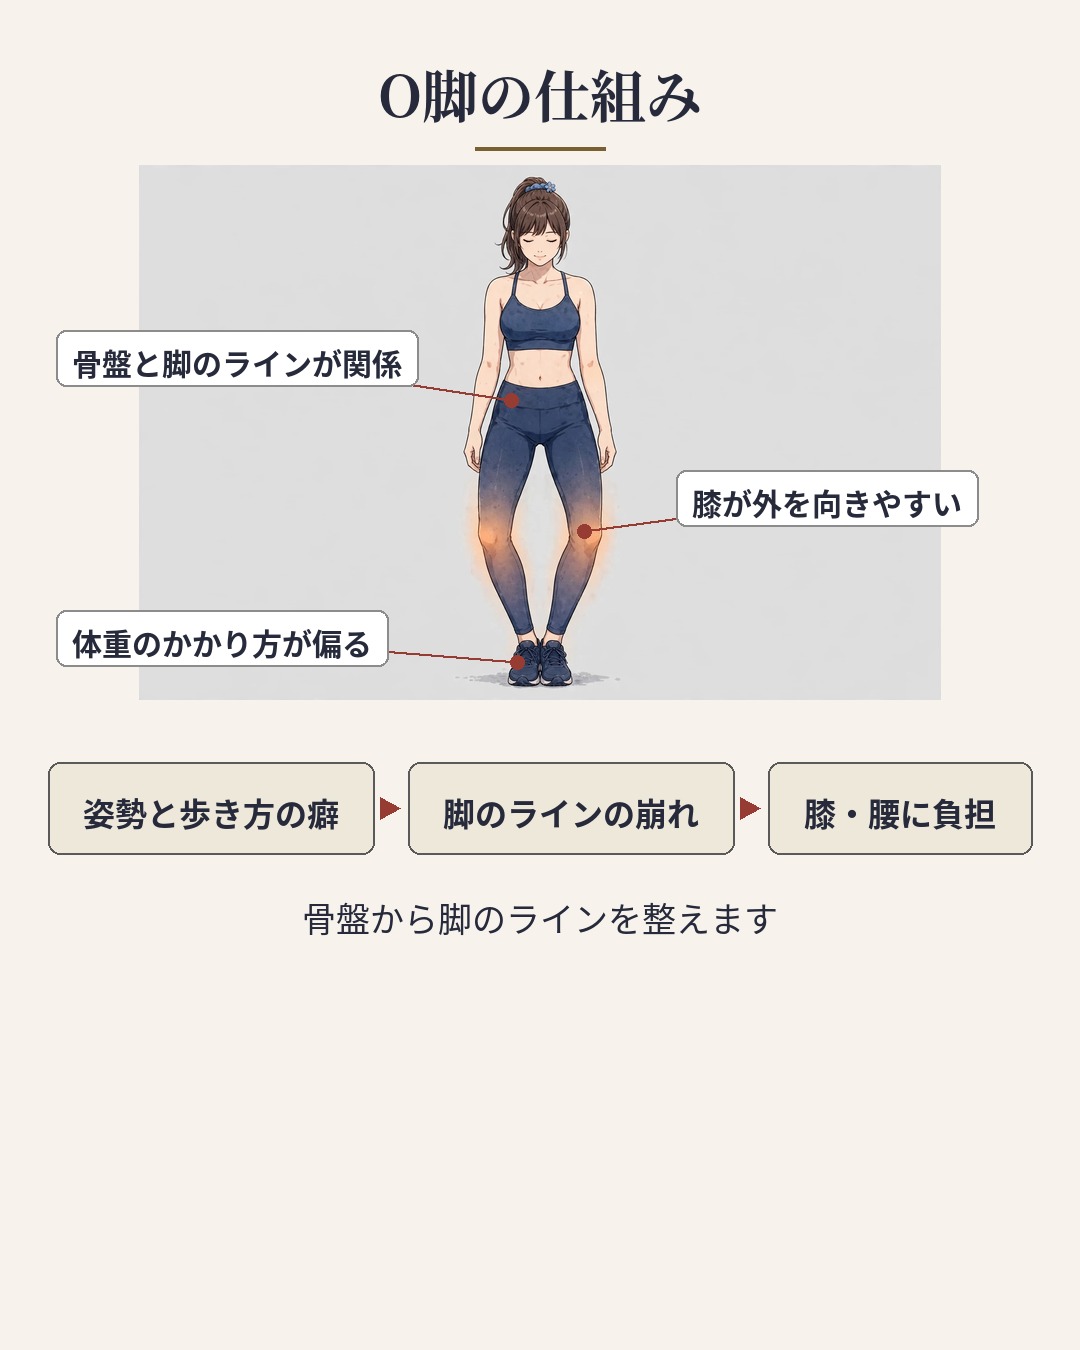 O脚の仕組み
骨盤と脚のラインが関係
膝が外を向きやすい
体重のかかり方が偏る
姿勢と歩き方の癖
脚のラインの崩れ
膝・腰に負担
骨盤から脚のラインを整えます